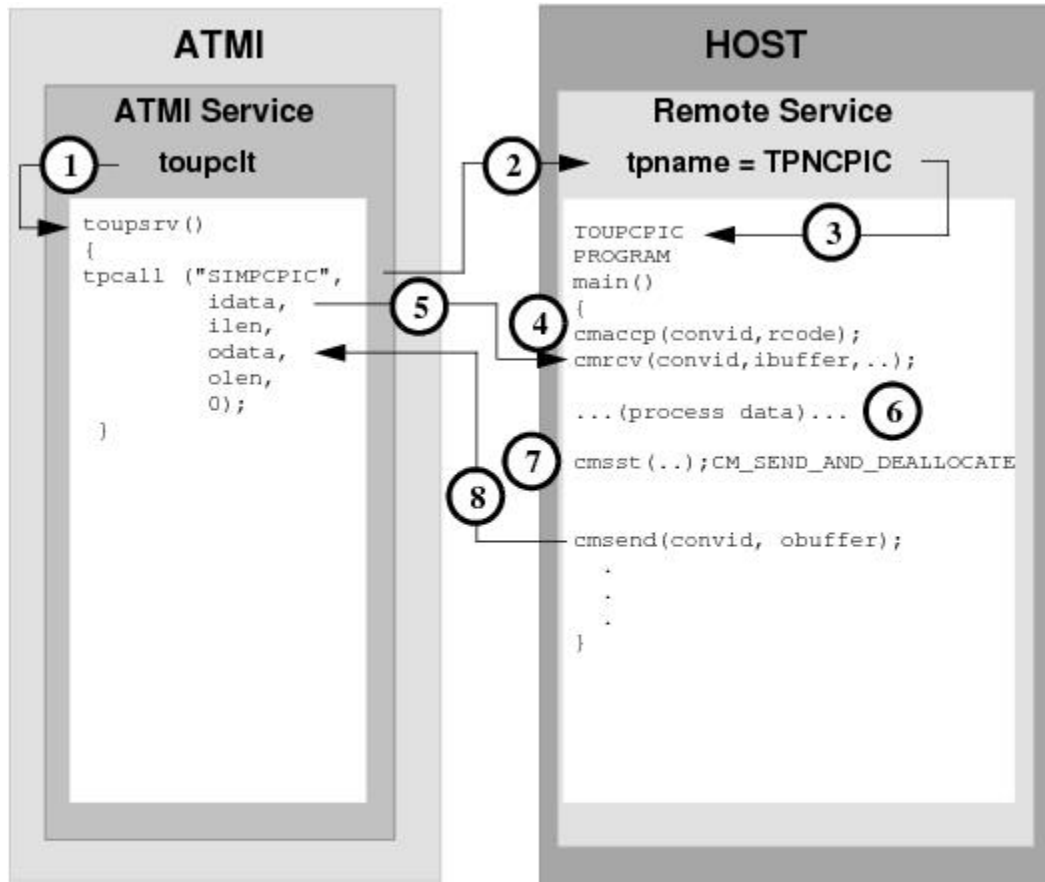 ATMI
ATMI Service
1
toupclt
toupsrv()
{
tpcall ("SIMPCPIC",
idata,
ilen,
odata,
olen,
0);
}
HOST
Remote Service
2
tpname = TPNCPIC
3
TOUPCPIC
PROGRAM
main()
{
4
cmaccp(convid,rcode);
5
cmrcv(convid,ibuffer,..);
...(process data)...
6
7
cmsst(..);CM_SEND_AND_DEALLOCATE
8
cmsend(convid, obuffer);
.
.
.
}